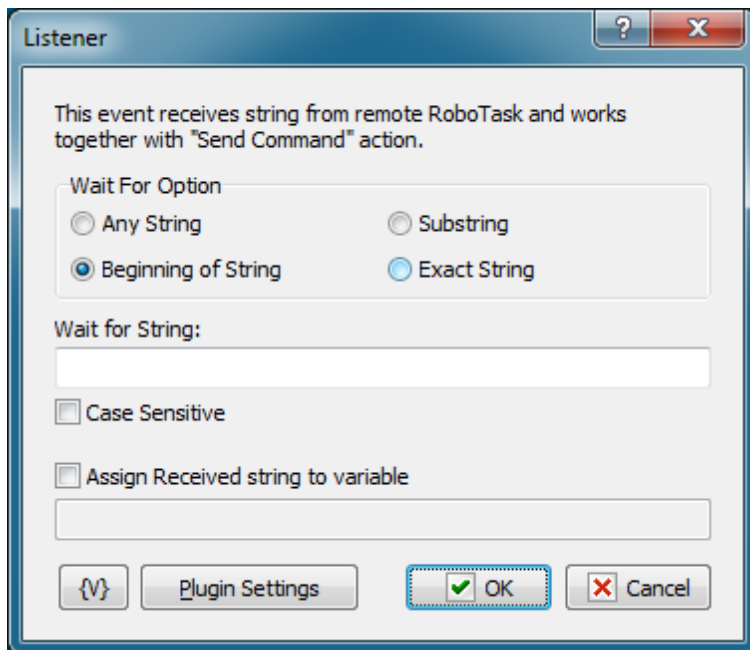 Listener
?
This event receives string from remote RoboTask and works
together with "Send Command" action.
Wait For Option
Any String
Substring
Beginning of String
Exact String
Wait for String:
Case Sensitive
Assign Received string to variable
{V}
Plugin Settings
OK
Cancel